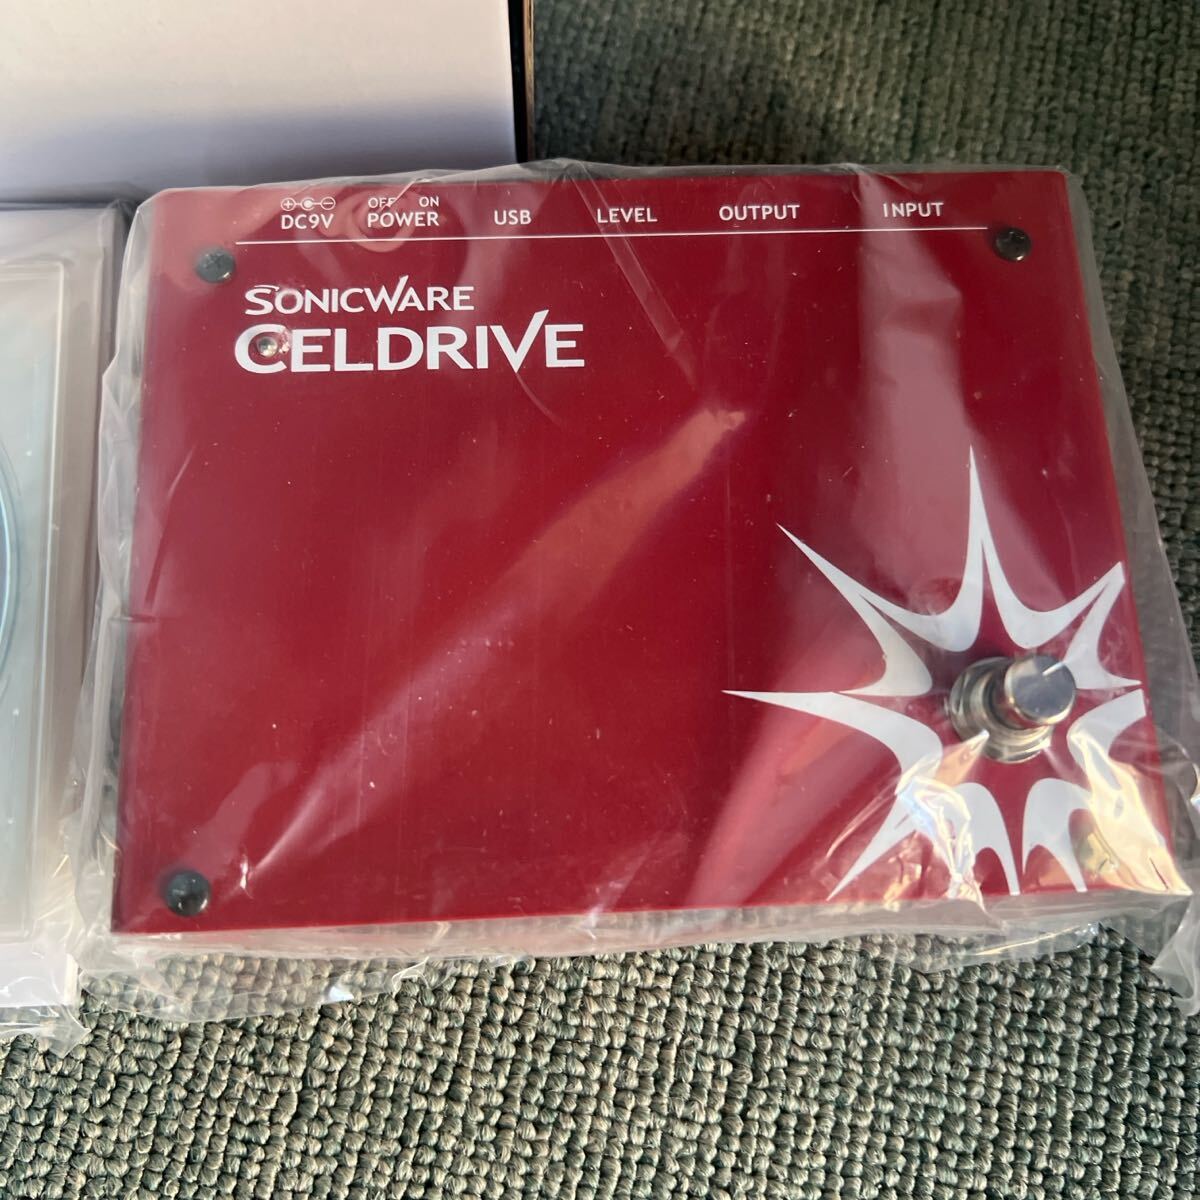 OFF ON
DC9V POWER USB LEVEL OUTPUT INPUT
SONICWARE
CELDRIVE